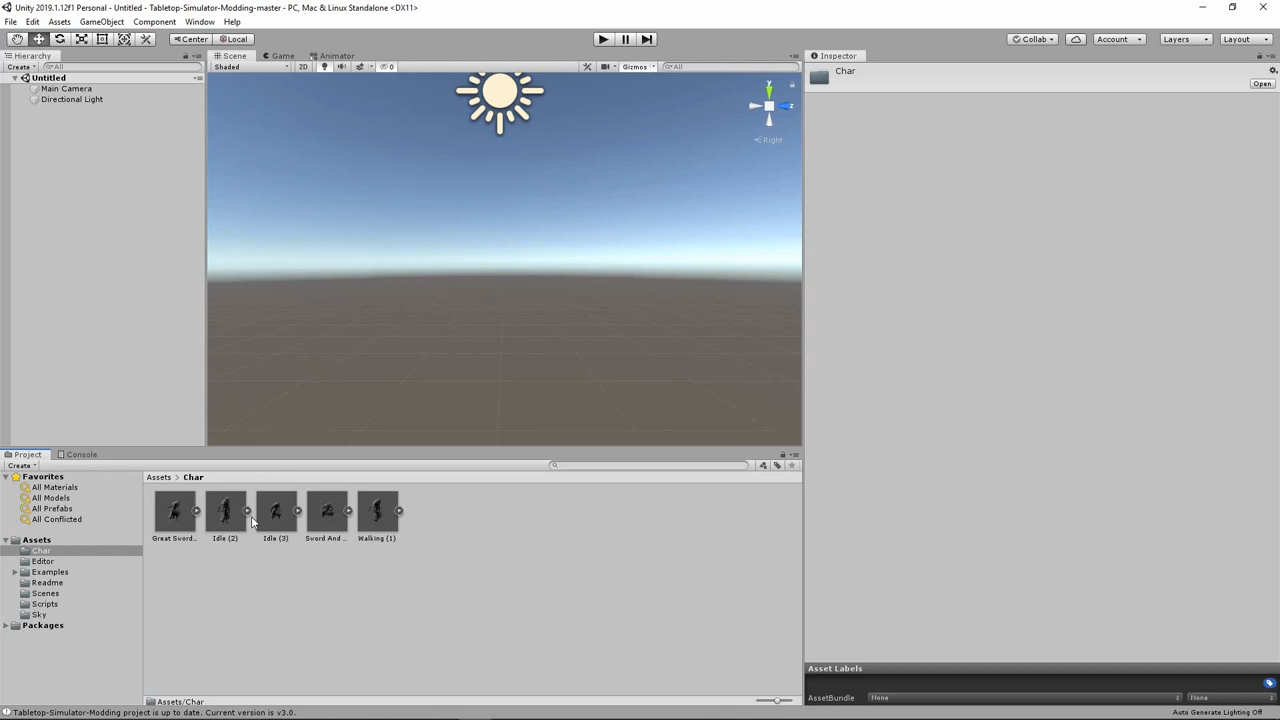 Unity 2019.1.12f1 Personal - Untitled - Tabletop-Simulator-Modding-master - PC, Mac & Linux Standalone <DX11>
File Edit Assets GameObject Component Window Help
Center Local Collab Account Layers Layout
Hierarchy Scene Game Animator Inspector
Create All Shaded 2D 0 Gizmos All Char
Untitled
Open
Main Camera
Directional Light
y
z
Right
Project Console
Create
Favorites Assets > Char
All Materials
All Models
All Prefabs
All Conflicted
Great Sword.. Idle (2) Idle (3) Sword And .. Walking (1)
Assets
Char
Editor
Examples
Readme
Scenes
Scripts
Sky
Packages
Asset Labels
Assets/Char AssetBundle None None
Tabletop-Simulator-Modding project is up to date. Current version is v3.0. Auto Generate Lighting Off